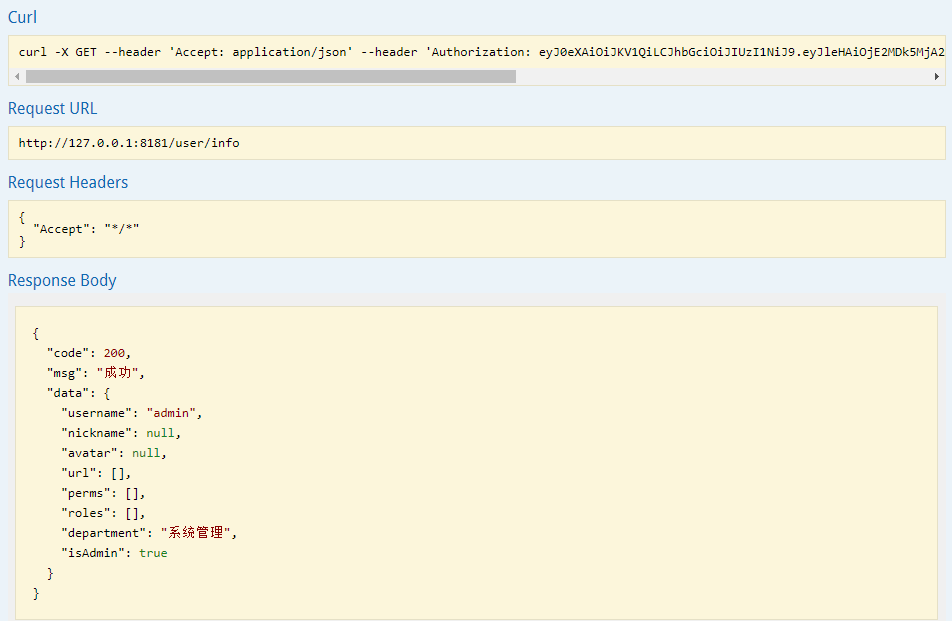 Curl
curl -X GET --header 'Accept: application/json' --header 'Authorization: eyJ0eXAiOiJKV1QiLCJhbGciOiJIUzI1NiJ9.eyJleHAiOjE2MDk5MjA2
Request URL
http://127.0.0.1:8181/user/info
Request Headers
{
"Accept": "*/*"
}
Response Body
{
"code": 200,
"msg": "成功",
"data": {
"username": "admin",
"nickname": null,
"avatar": null,
"url": [],
"perms": [],
"roles": [],
"department": "系统管理",
"isAdmin": true
}
}